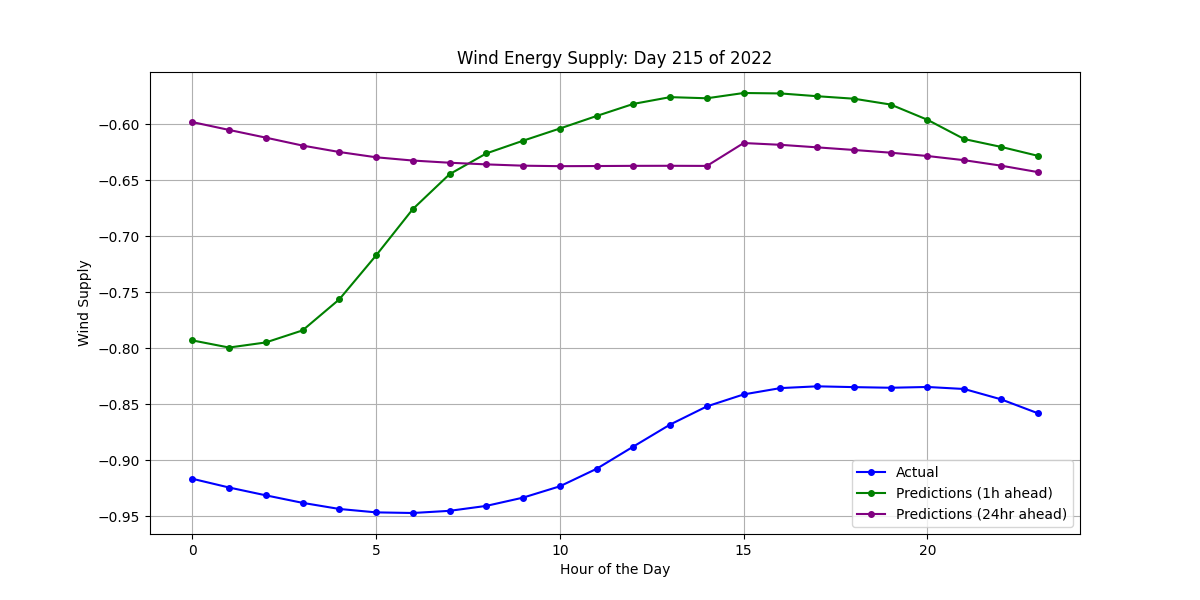 Wind Energy Supply: Day 215 of 2022
Wind Supply
−0.60
−0.65
−0.70
−0.75
−0.80
−0.85
−0.90
−0.95
0 5 10 15 20
Hour of the Day
Actual
Predictions (1h ahead)
Predictions (24hr ahead)